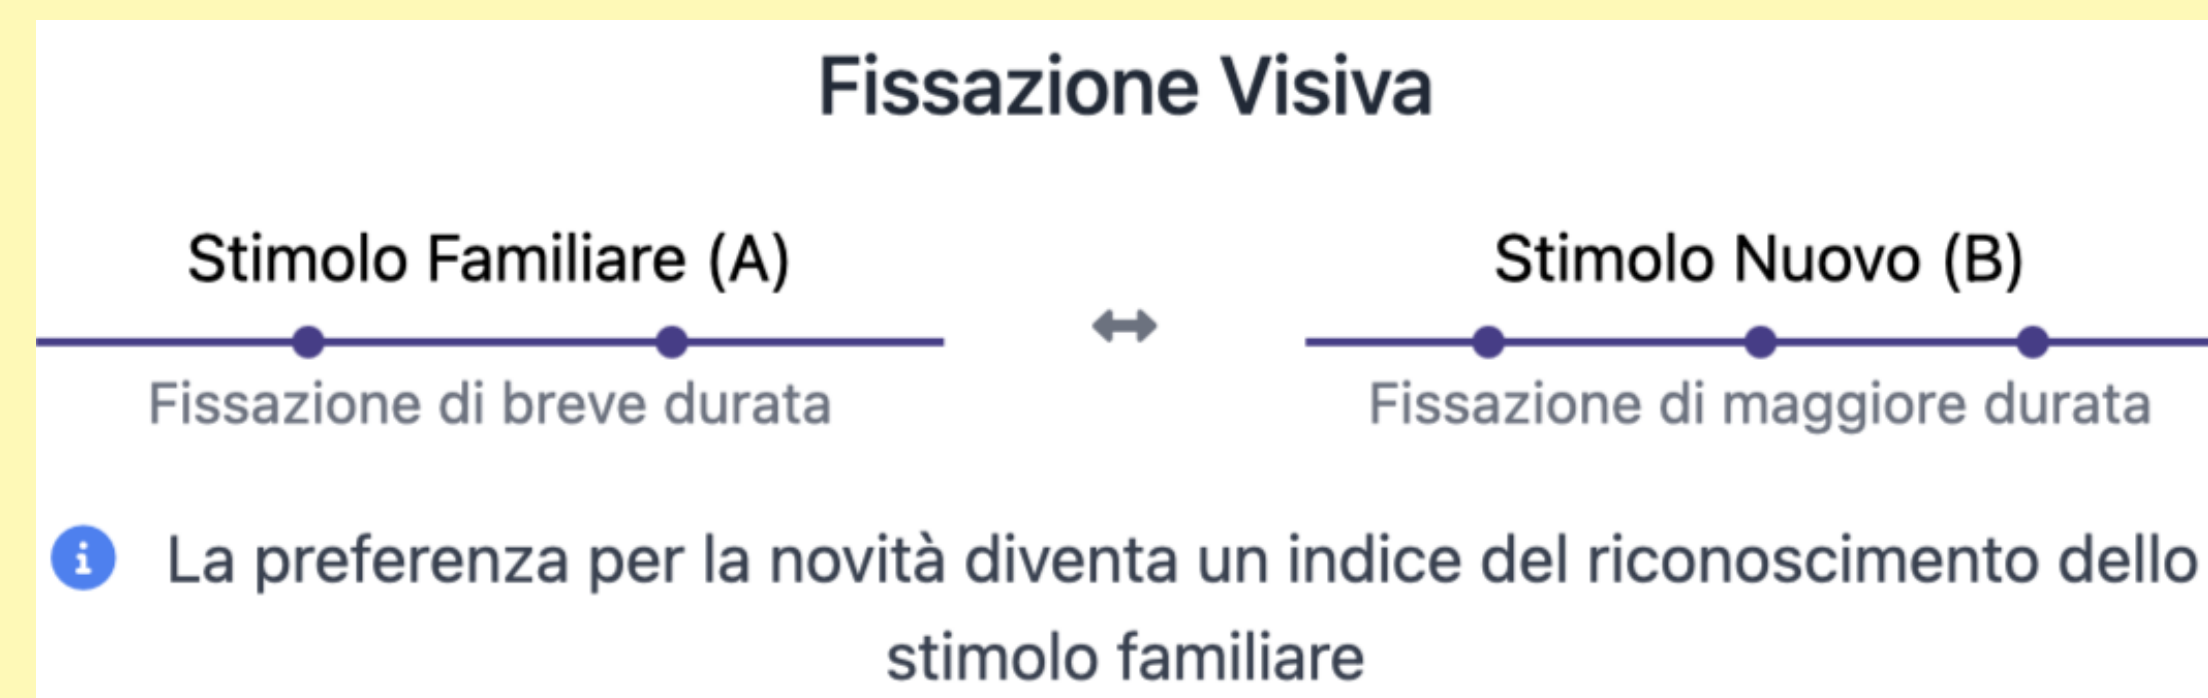 Fissazione Visiva
Stimolo Familiare (A)
Stimolo Nuovo (B)
Fissazione di breve durata
Fissazione di maggiore durata
La preferenza per la novità diventa un indice del riconoscimento dello
stimolo familiare